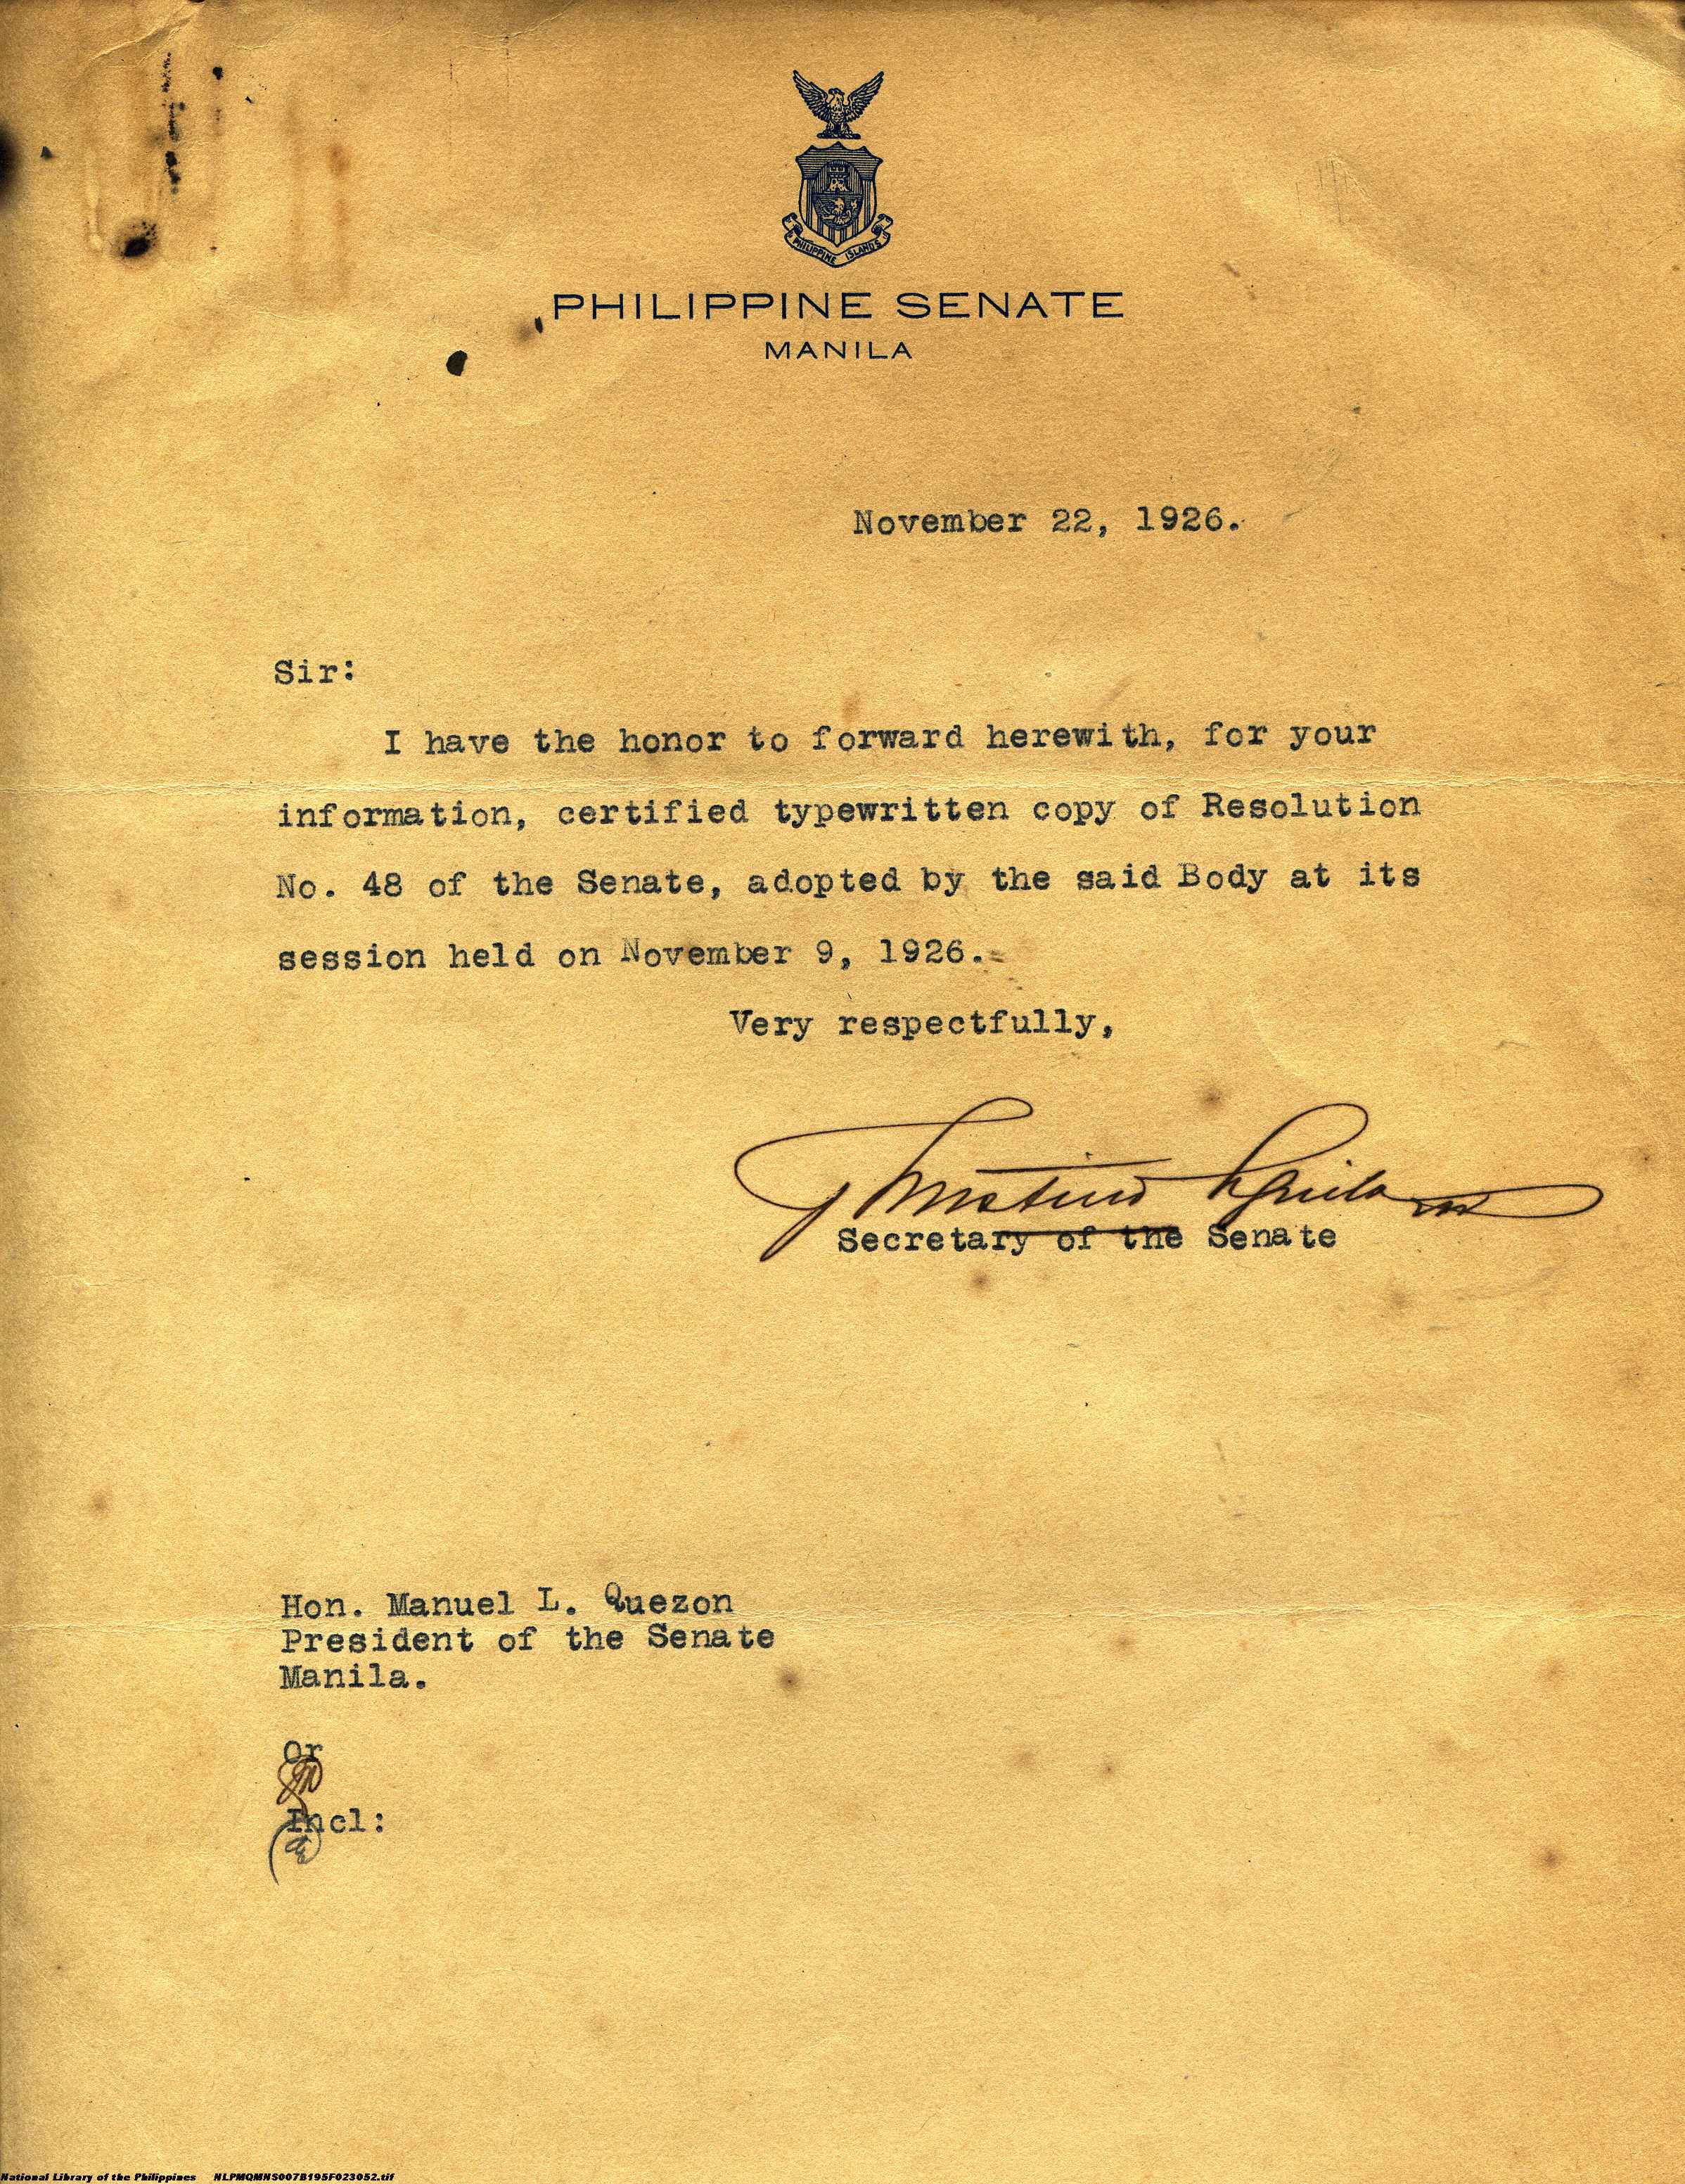 PHILIPPINE ISLANDS
PHILIPPINE SENATE
MANILA
November 22, 1926.
Sir:
I have the honor to forward herewith, for your
information, certified typewritten copy of Resolution
No. 48 of the Senate, adopted by the said Body at its
session held on November 9, 1926.-
Very respectfully,
Secretary of the Senate
Hon. Manuel L. Quezon
President of the Senate
Manila.
or
Incl:
National Library of the Philippines NLPMQMNS007B195F023052.tif